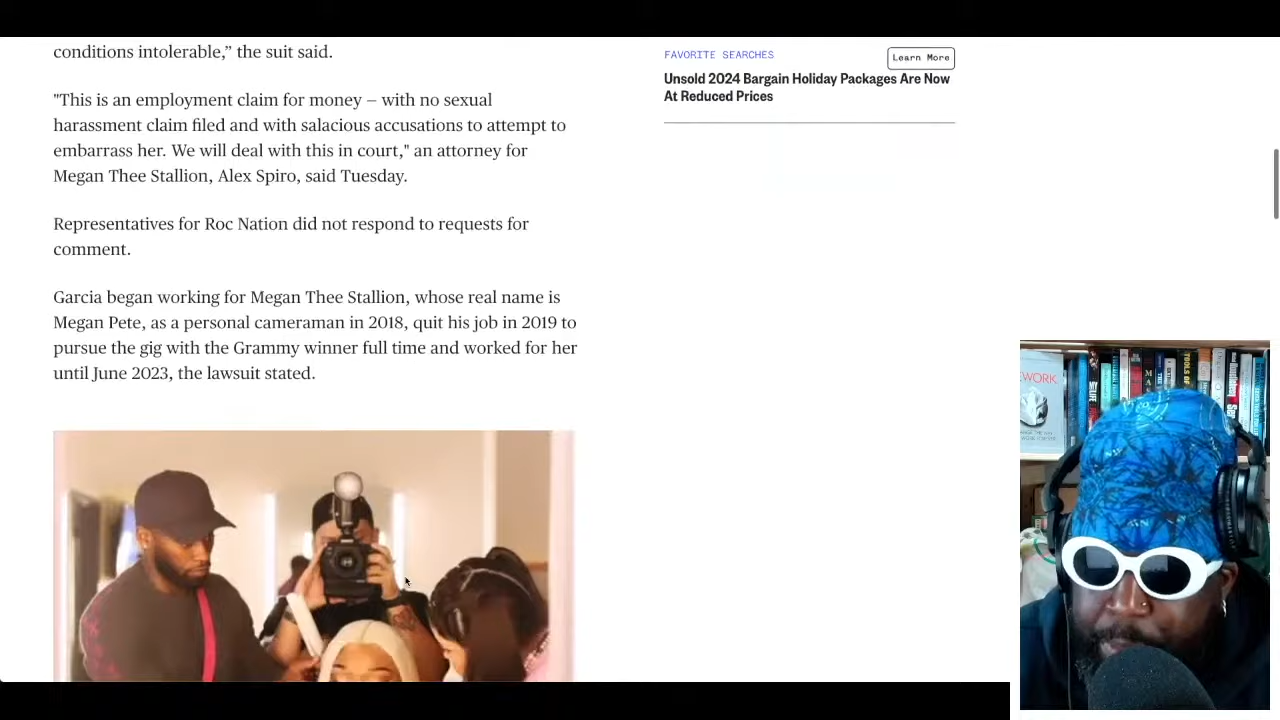 conditions intolerable,” the suit said.
"This is an employment claim for money — with no sexual
harassment claim filed and with salacious accusations to attempt to
embarrass her. We will deal with this in court," an attorney for
Megan Thee Stallion, Alex Spiro, said Tuesday.
Representatives for Roc Nation did not respond to requests for
comment.
Garcia began working for Megan Thee Stallion, whose real name is
Megan Pete, as a personal cameraman in 2018, quit his job in 2019 to
pursue the gig with the Grammy winner full time and worked for her
until June 2023, the lawsuit stated.
FAVORITE SEARCHES
Learn More
Unsold 2024 Bargain Holiday Packages Are Now
At Reduced Prices
WORK
TOOLS OF